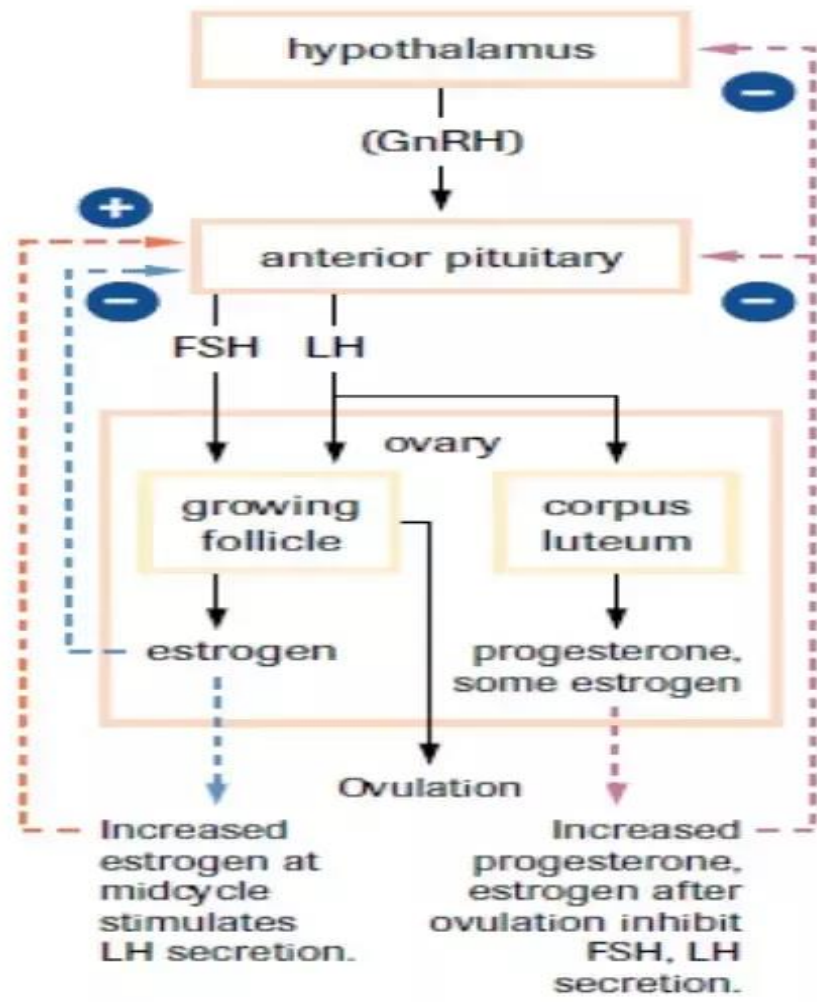 hypothalamus
−
(GnRH)
+
anterior pituitary
−
−
FSH LH
ovary
growing
follicle
corpus
luteum
estrogen
progesterone,
some estrogen
Ovulation
Increased
estrogen at
midcycle
stimulates
LH secretion.
Increased
progesterone,
estrogen after
ovulation inhibit
FSH, LH
secretion.